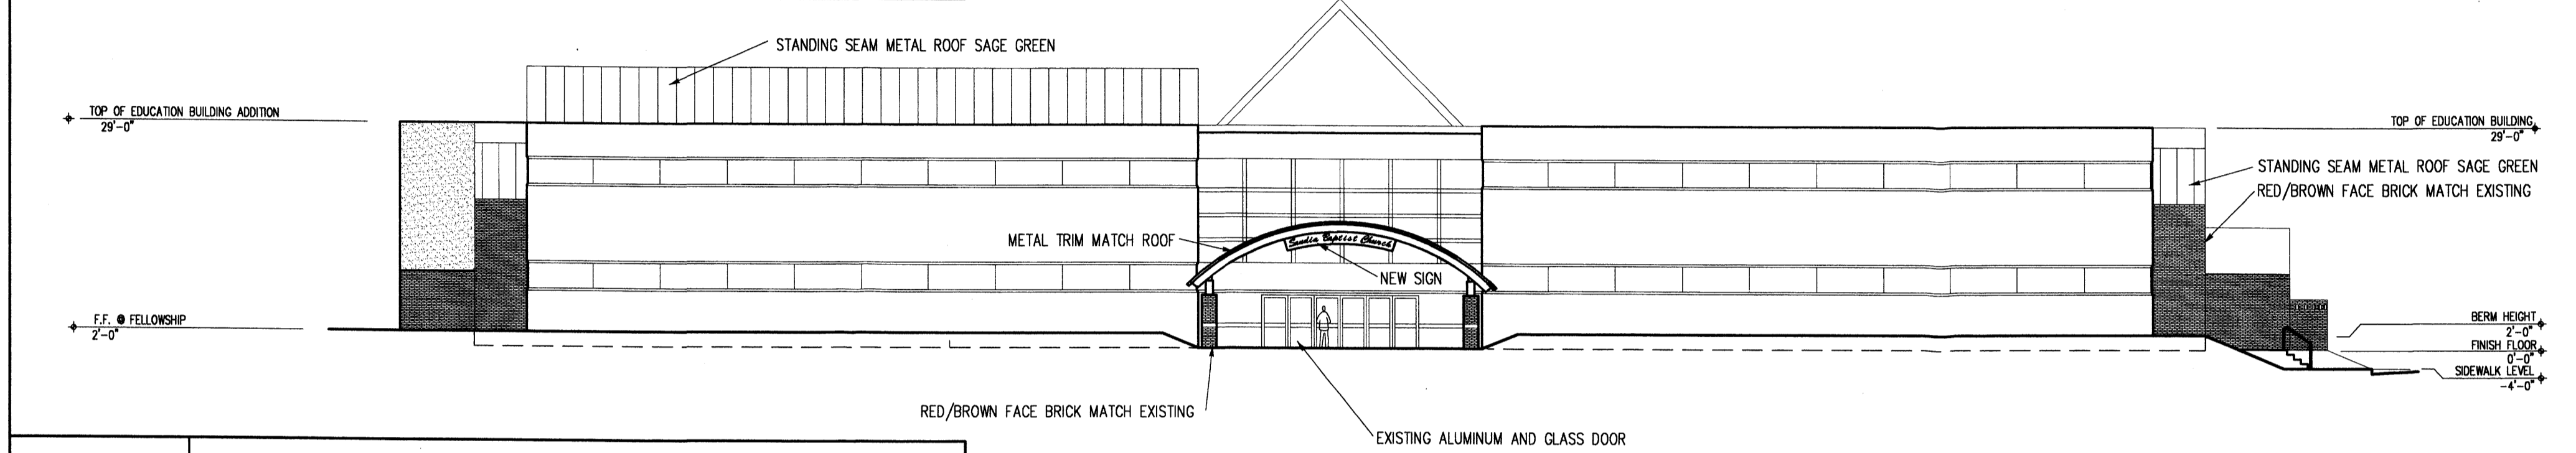 STANDING SEAM METAL ROOF SAGE GREEN
TOP OF EDUCATION BUILDING ADDITION
29'-0"
TOP OF EDUCATION BUILDING
29'-0"
STANDING SEAM METAL ROOF SAGE GREEN
RED/BROWN FACE BRICK MATCH EXISTING
METAL TRIM MATCH ROOF
Sandia Baptist Church
NEW SIGN
F.F. @ FELLOWSHIP
2'-0"
BERM HEIGHT
2'-0"
FINISH FLOOR
0'-0"
SIDEWALK LEVEL
-4'-0"
RED/BROWN FACE BRICK MATCH EXISTING
EXISTING ALUMINUM AND GLASS DOOR